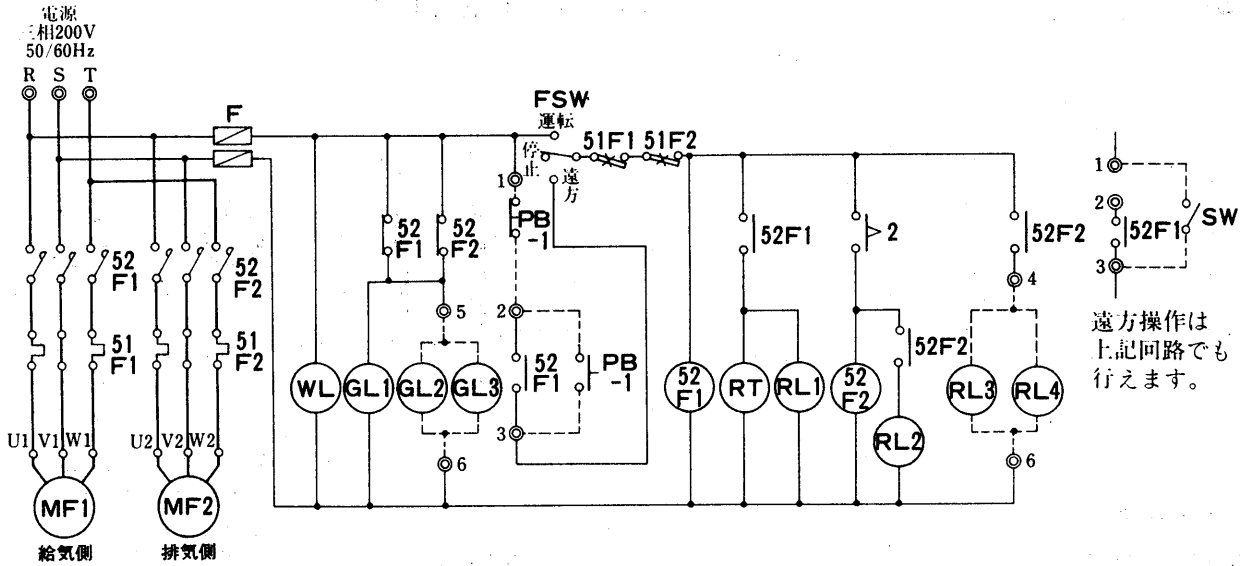 電源
三相200V
50/60Hz
R S T
F
FSW
運転
停止
遠方
51F1 51F2
1
PB
-1
52
F1
52
F2
52
F1
52
F2
51
F1
51
F2
5
2
52
F1
PB
-1
3
6
WL
GL1
GL2
GL3
52F1
2
52F2
4
52F2
52
F1
RT
RL1
52
F2
RL2
RL3
RL4
6
U1 V1 W1
U2 V2 W2
MF1
MF2
給気側
排気側
1
2
52F1
SW
3
遠方操作は
上記回路でも
行えます。